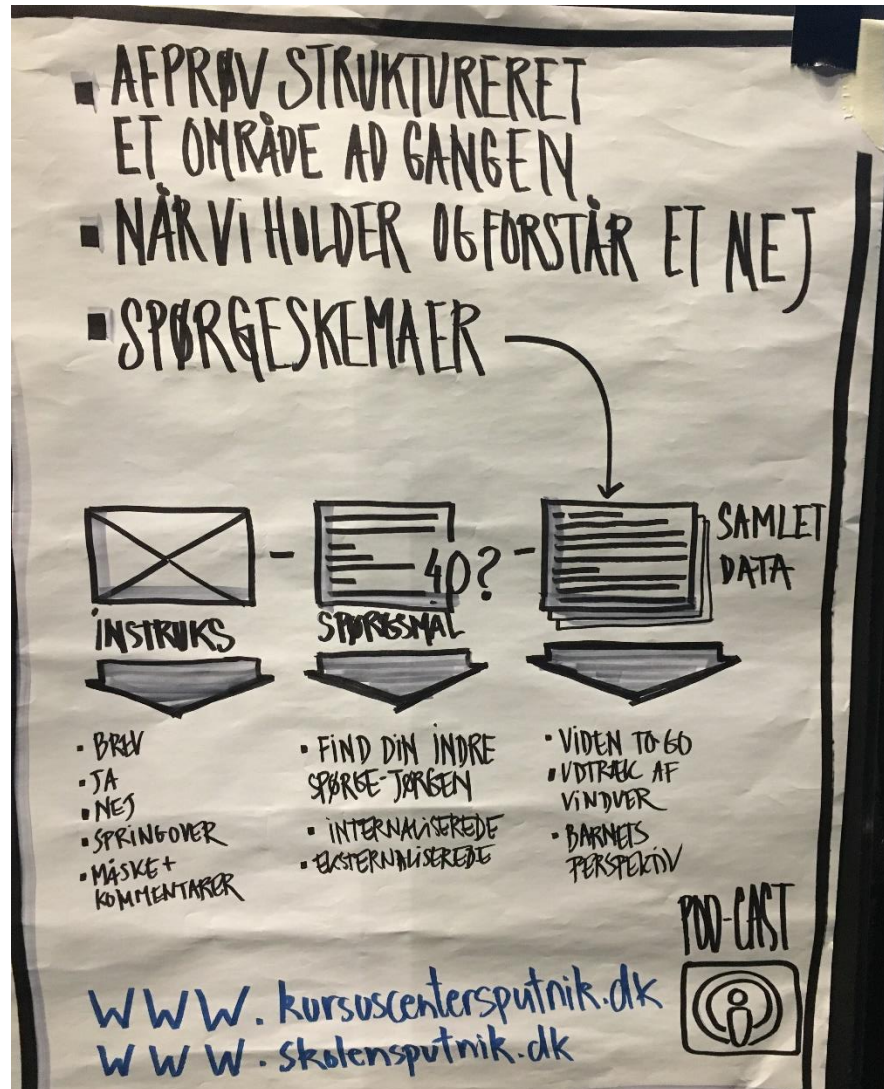 ▪ AFPRØV STRUKTURERET
ET OMRÅDE AD GANGEN
▪ NÅR VI HOLDER OG FORSTÅR ET NEJ
▪ SPØRGESKEMAER
40?
SAMLET
DATA
INSTRUKS
SPØRGSMÅL
• BREV
• JA
• NEJ
• SPRINGOVER
• MÅSKE +
KOMMENTARER
• FIND DIN INDRE
SPØRGE-JØRGEN
• INTERNALISEREDE
• EKSTERNALISEREDE
• VIDEN TO GO
• UDTRÆK AF
VINDUER
• BARNETS
PERSPEKTIV
POD-CAST
www.kursuscentersputnik.dk
www.skolensputnik.dk